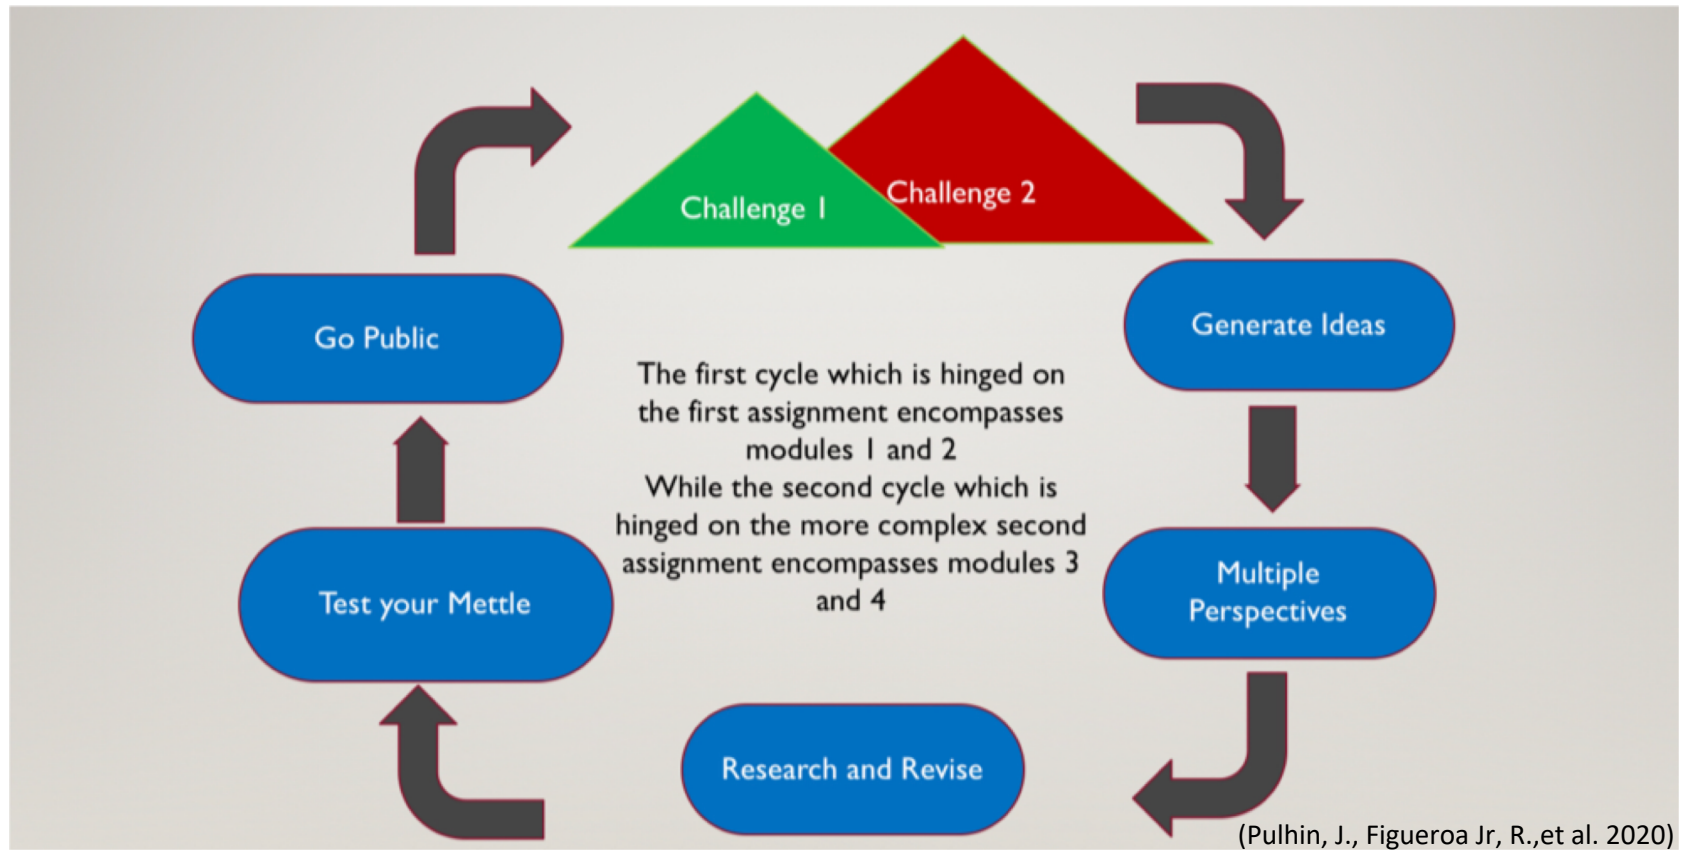 Challenge 1
Challenge 2
Go Public
Generate Ideas
The first cycle which is hinged on
the first assignment encompasses
modules 1 and 2
While the second cycle which is
hinged on the more complex second
assignment encompasses modules 3
and 4
Test your Mettle
Multiple
Perspectives
Research and Revise
(Pulhin, J., Figueroa Jr, R.,et al. 2020)